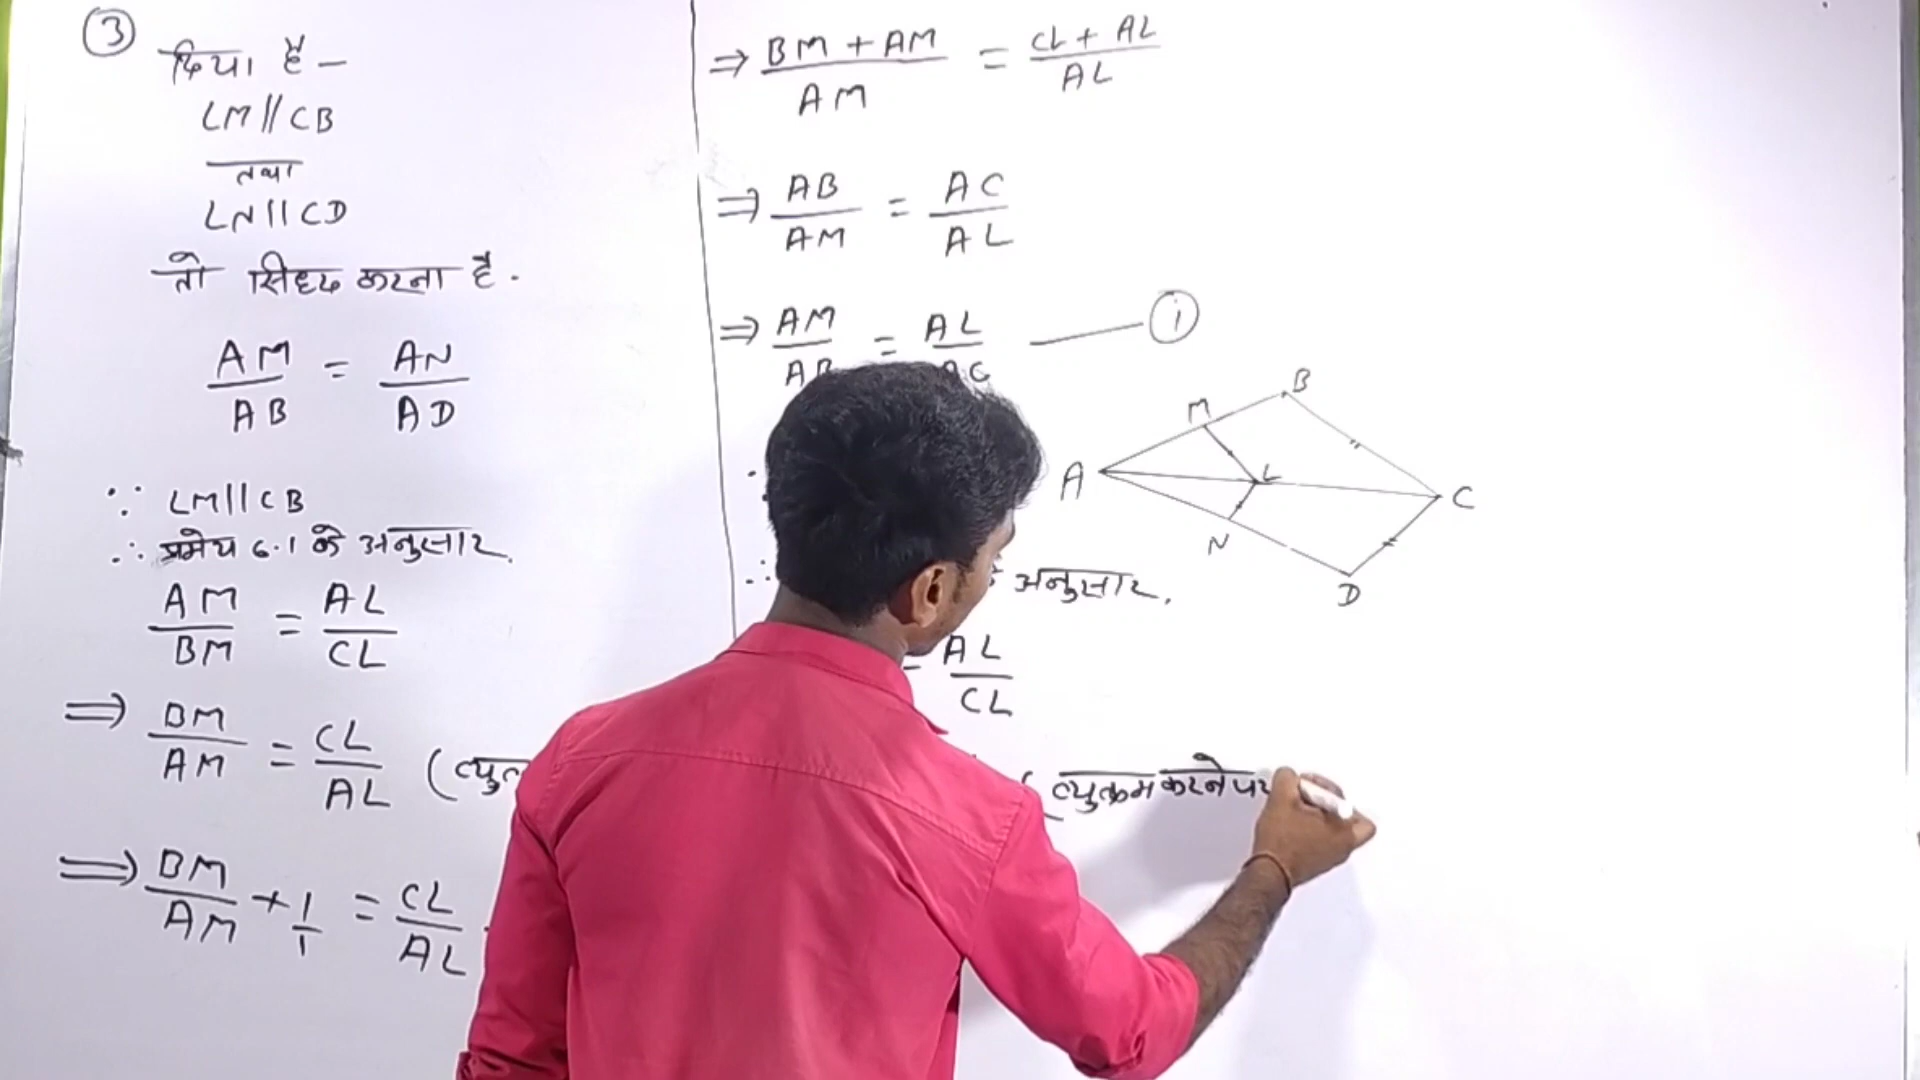 ③
दिया है -
LM || CB
तथा
LN || CD
तो सिध्द करना है .
AM/AB = AN/AD
∵ LM || CB
∴ प्रमेय 6.1 के अनुसार,
AM/BM = AL/CL
⇒ BM/AM = CL/AL (
⇒ BM/AM + 1/1 = CL/AL
⇒ BM + AM/AM = CL + AL/AL
⇒ AB/AM = AC/AL
⇒ AM/AB = AL/AC — ⓘ
∴ के अनुसार,
= AL/CL
(व्युत्क्रम करने पर
A
M
B
L
C
N
D